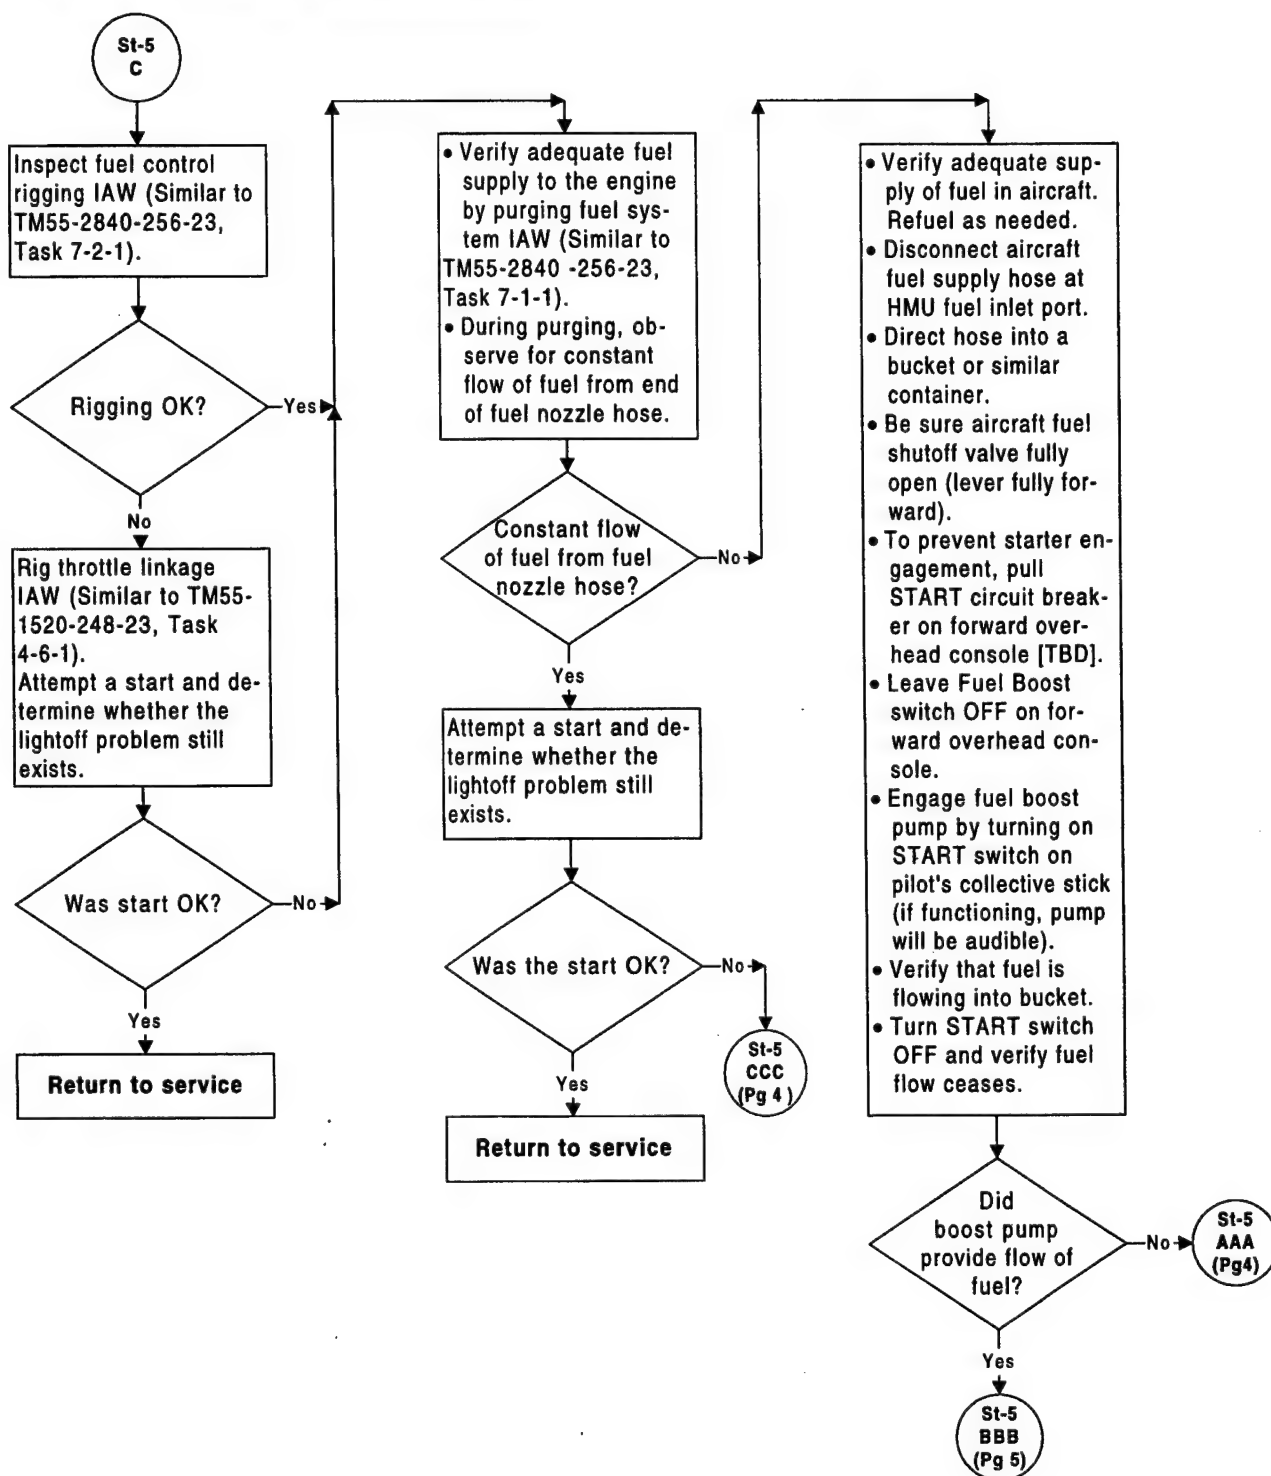 St-5
C
Inspect fuel control
rigging IAW (Similar to
TM55-2840-256-23,
Task 7-2-1).
Rigging OK?
Yes
No
Rig throttle linkage
IAW (Similar to TM55-
1520-248-23, Task
4-6-1).
Attempt a start and de-
termine whether the
lightoff problem still
exists.
Was start OK?
No
Yes
Return to service
• Verify adequate fuel
supply to the engine
by purging fuel sys-
tem IAW (Similar to
TM55-2840 -256-23,
Task 7-1-1).
• During purging, ob-
serve for constant
flow of fuel from end
of fuel nozzle hose.
Constant flow
of fuel from fuel
nozzle hose?
No
Yes
Attempt a start and de-
termine whether the
lightoff problem still
exists.
Was the start OK?
No
St-5
CCC
(Pg 4 )
Yes
Return to service
• Verify adequate sup-
ply of fuel in aircraft.
Refuel as needed.
• Disconnect aircraft
fuel supply hose at
HMU fuel inlet port.
• Direct hose into a
bucket or similar
container.
• Be sure aircraft fuel
shutoff valve fully
open (lever fully for-
ward).
• To prevent starter en-
gagement, pull
START circuit break-
er on forward over-
head console [TBD].
• Leave Fuel Boost
switch OFF on for-
ward overhead con-
sole.
• Engage fuel boost
pump by turning on
START switch on
pilot's collective stick
(if functioning, pump
will be audible).
• Verify that fuel is
flowing into bucket.
• Turn START switch
OFF and verify fuel
flow ceases.
Did
boost pump
provide flow of
fuel?
No
St-5
AAA
(Pg4)
Yes
St-5
BBB
(Pg 5)